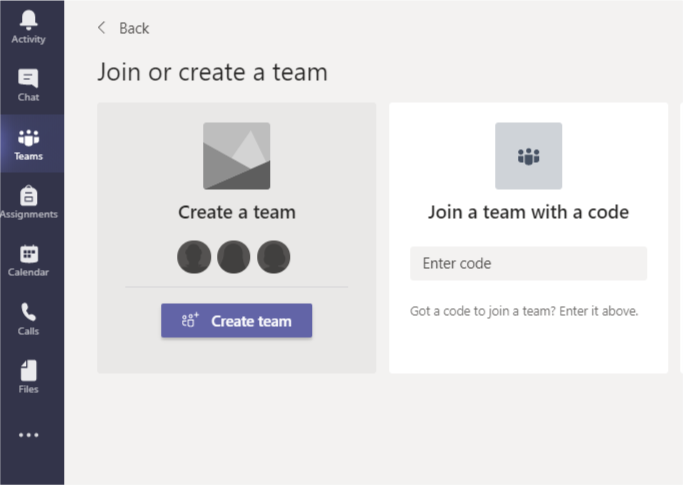 Activity
Chat
Teams
Assignments
Calendar
Calls
Files
Back
Join or create a team
Create a team
Create team
Join a team with a code
Enter code
Got a code to join a team? Enter it above.